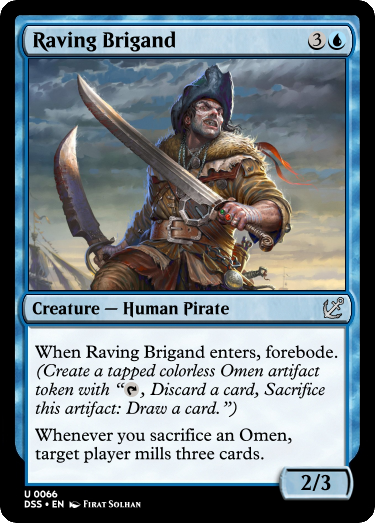 Raving Brigand 3
Creature — Human Pirate
When Raving Brigand enters, forebode.
(Create a tapped colorless Omen artifact
token with “, Discard a card, Sacrifice
this artifact: Draw a card.”)
Whenever you sacrifice an Omen,
target player mills three cards.
2/3
U 0066
DSS • EN Firat Solhan